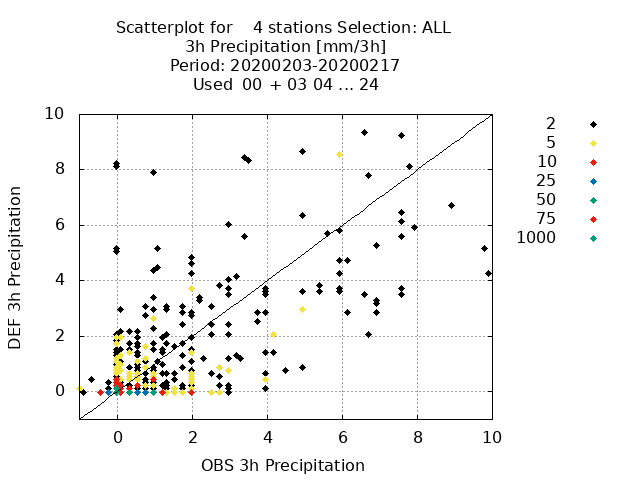 Scatterplot for 4 stations Selection: ALL
3h Precipitation [mm/3h]
Period: 20200203-20200217
Used 00 + 03 04 ... 24
10
8
6
4
2
0
DEF 3h Precipitation
0 2 4 6 8 10
OBS 3h Precipitation
2
5
10
25
50
75
1000